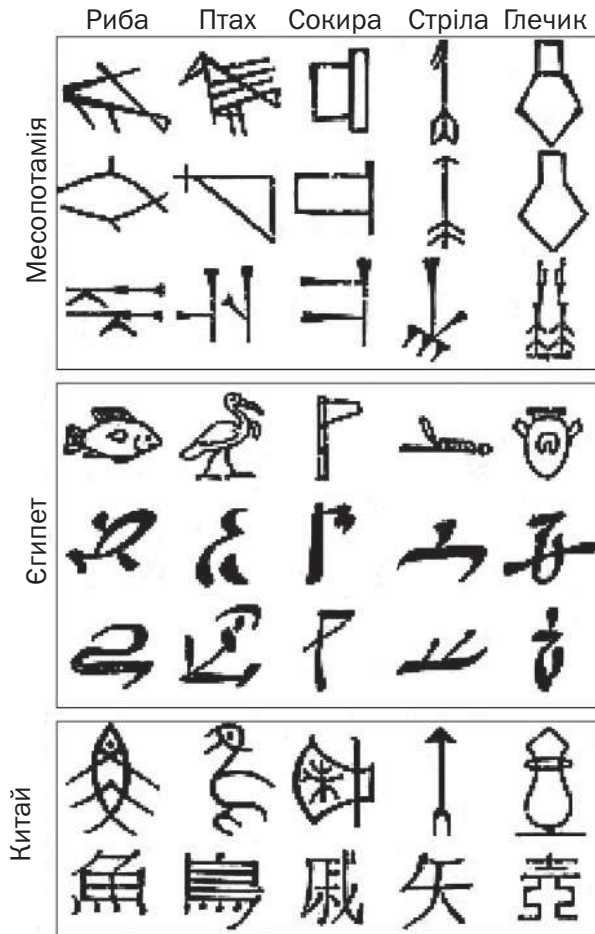 Риба Птах Сокира Стріла Глечик
Месопотамія
Єгипет
Китай
魚 鳥 戚 矢 壺